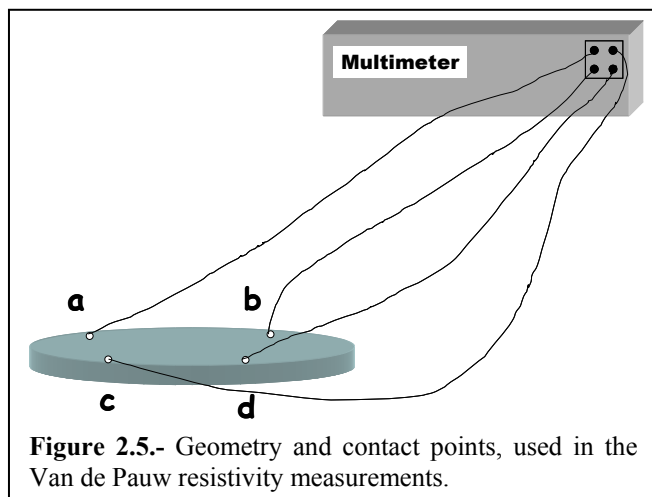 Multimeter
a
b
c
d
Figure 2.5.- Geometry and contact points, used in the
Van de Pauw resistivity measurements.